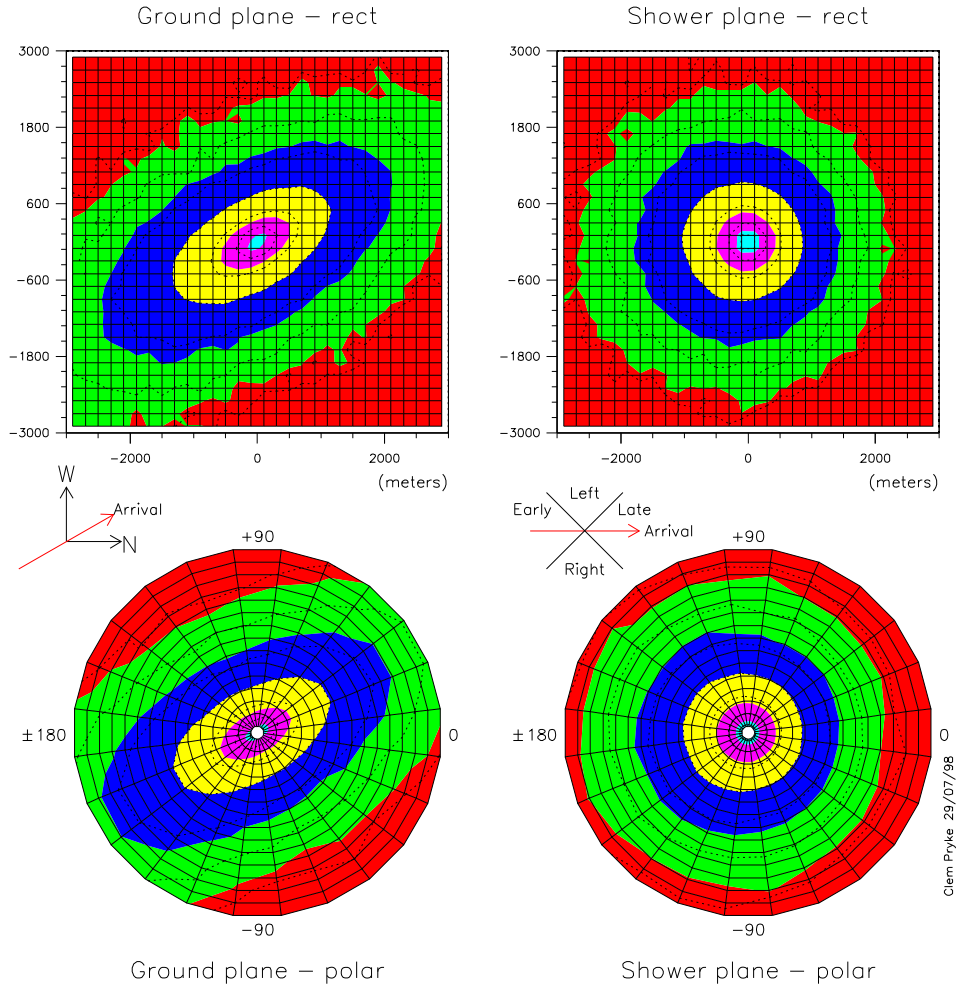 Ground plane – rect
Shower plane – rect
3000
1800
600
−600
−1800
−3000
−2000
0
2000
(meters)
3000
1800
600
−600
−1800
−3000
−2000
0
2000
(meters)
W
Arrival
N
Left
Early
Late
Arrival
Right
+90
±180
0
−90
+90
±180
0
−90
Clem Pryke 29/07/98
Ground plane – polar
Shower plane – polar